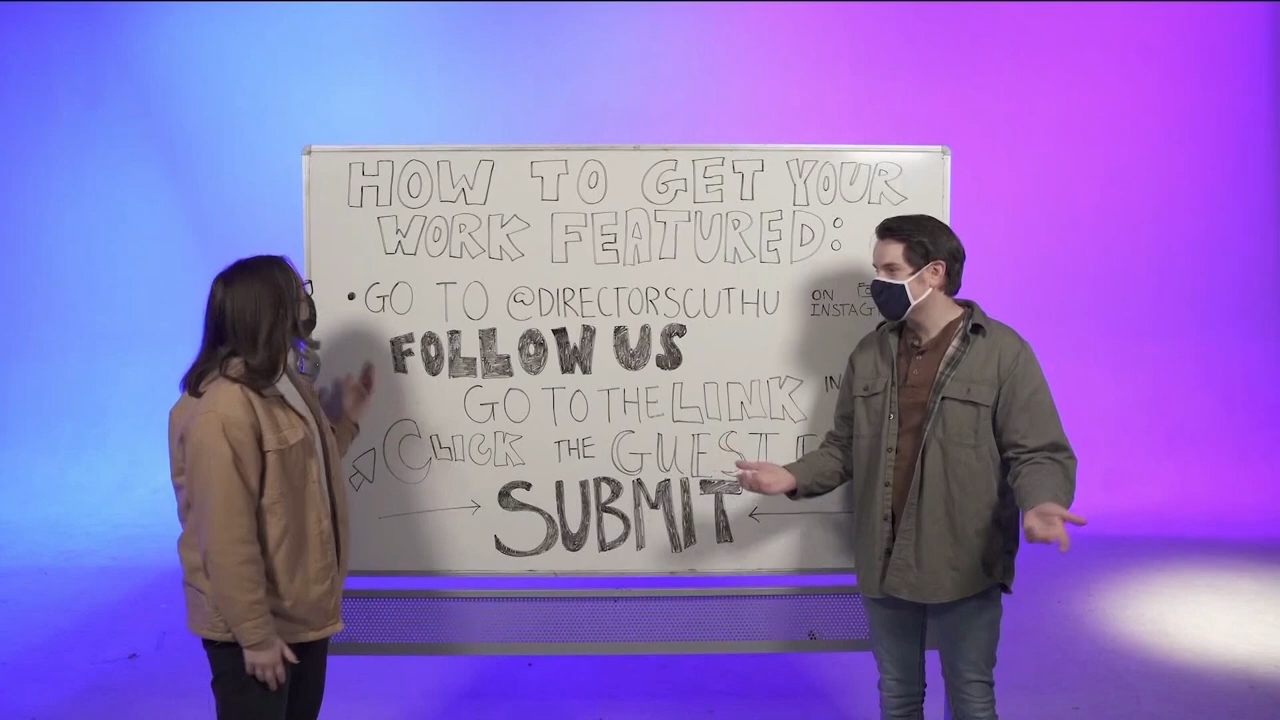 HOW TO GET YOUR
WORK FEATURED:
• GO TO @DIRECTORSCUTHU ON
FOLLOW US
GO TO THE LINK IN
CLICK THE GUEST
SUBMIT